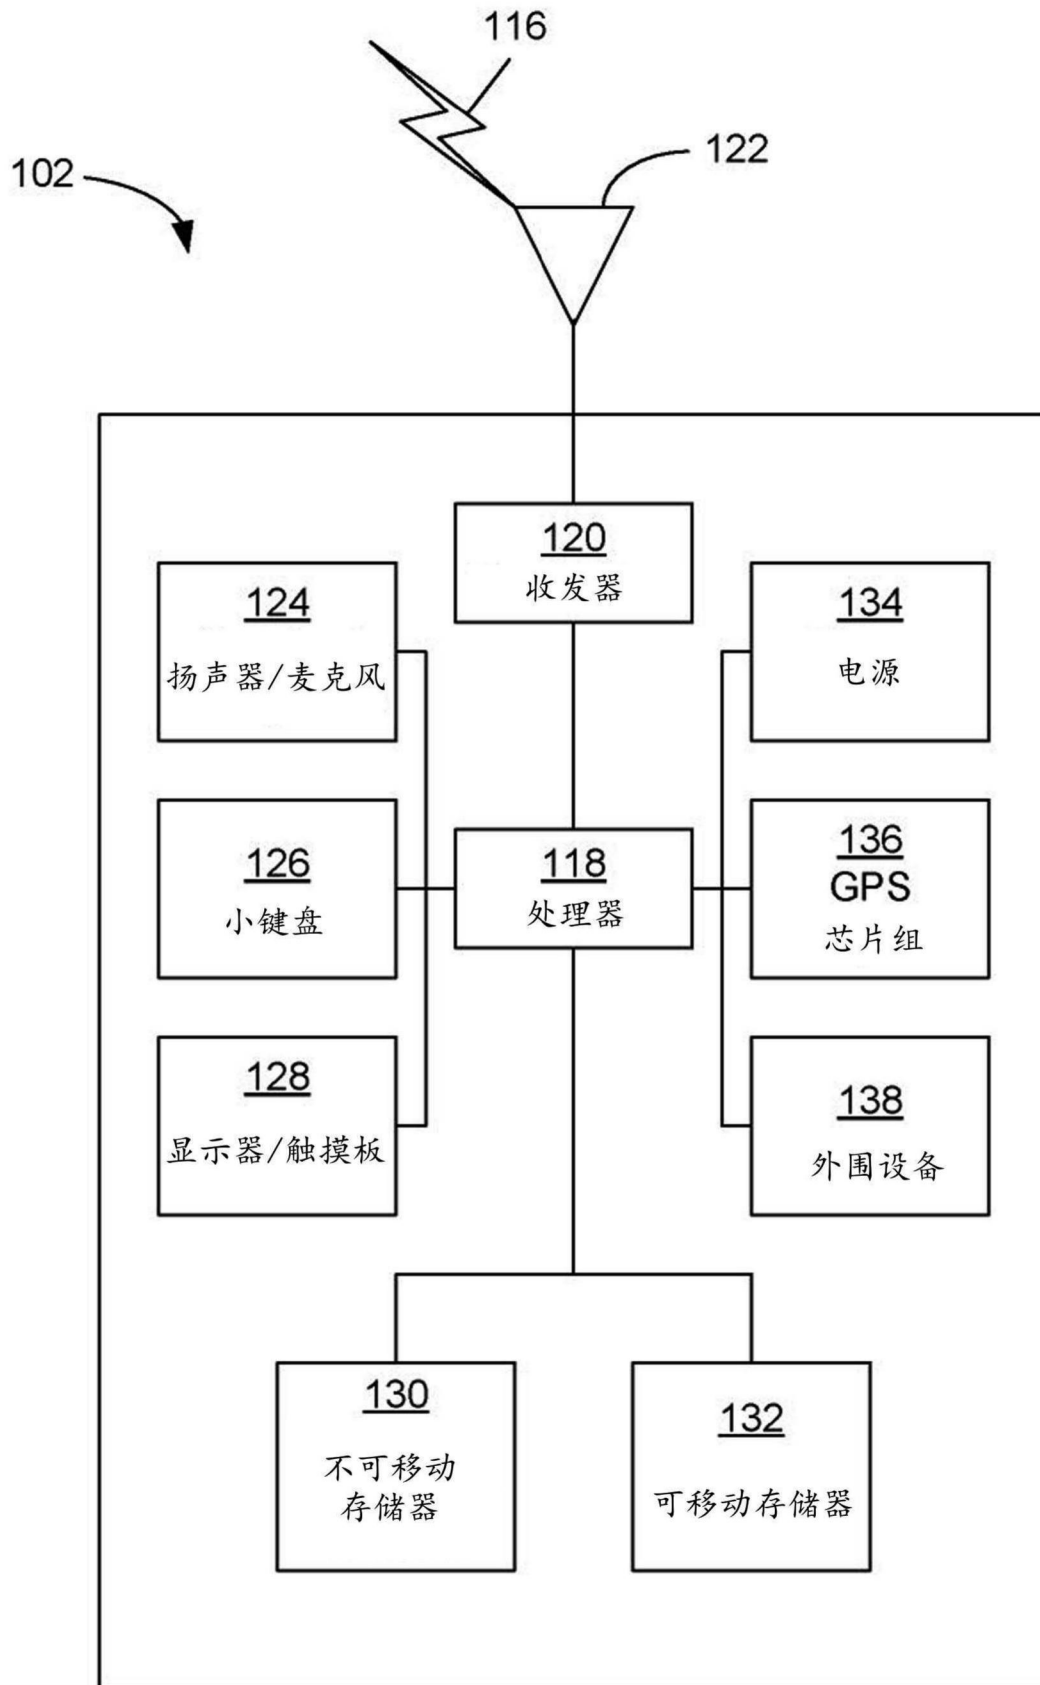 116
122
102
120
收发器
124
扬声器/麦克风
134
电源
126
小键盘
118
处理器
136
GPS
芯片组
128
显示器/触摸板
138
外围设备
130
不可移动
存储器
132
可移动存储器